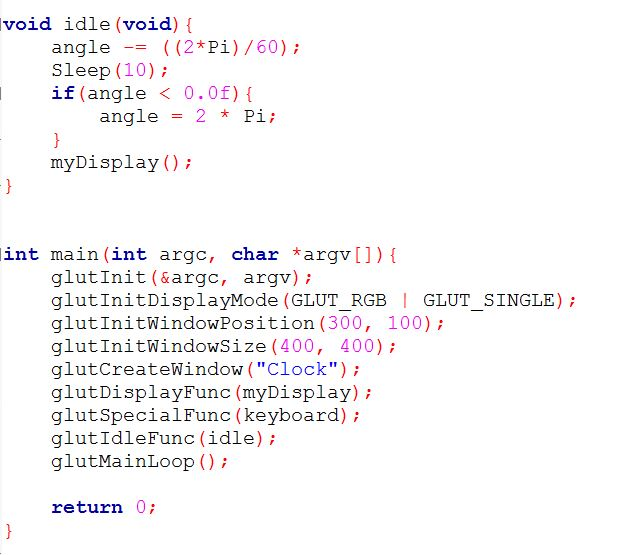 void idle(void){
    angle -= ((2*Pi)/60);
    Sleep(10);
    if(angle < 0.0f){
        angle = 2 * Pi;
    }
    myDisplay();
}
int main(int argc, char *argv[]){
    glutInit(&argc, argv);
    glutInitDisplayMode(GLUT_RGB | GLUT_SINGLE);
    glutInitWindowPosition(300, 100);
    glutInitWindowSize(400, 400);
    glutCreateWindow("Clock");
    glutDisplayFunc(myDisplay);
    glutSpecialFunc(keyboard);
    glutIdleFunc(idle);
    glutMainLoop();
    return 0;
}